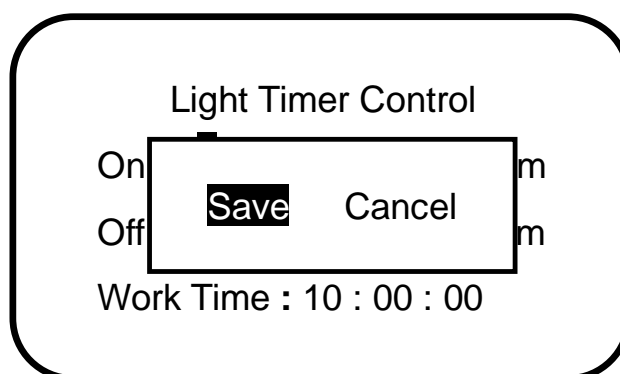 Light Timer Control
On m
Save Cancel
Off m
Work Time : 10 : 00 : 00